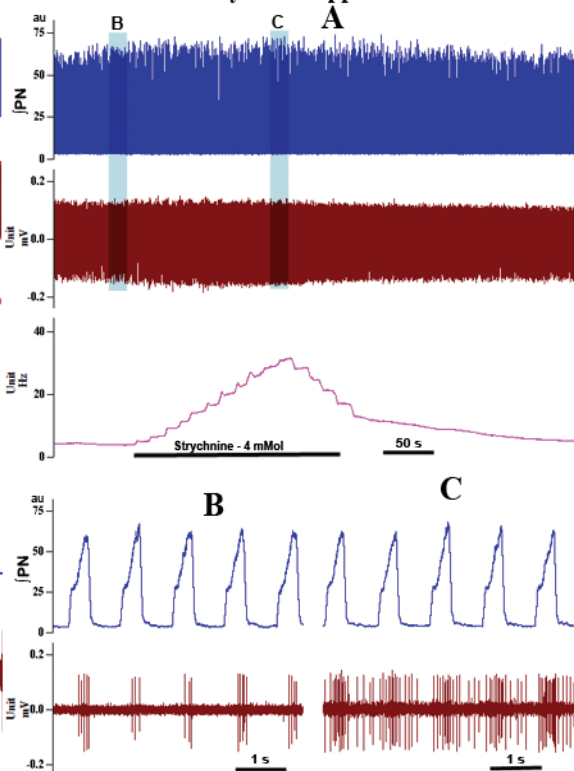 au
B
C
A
75
50
25
0
∫PN
0.2
0.0
-0.2
Unit
mV
40
20
0
Unit
Hz
Strychnine - 4 mMol
50 s
au
B
C
75
50
25
0
∫PN
0.2
0.0
-0.2
Unit
mV
1 s
1 s